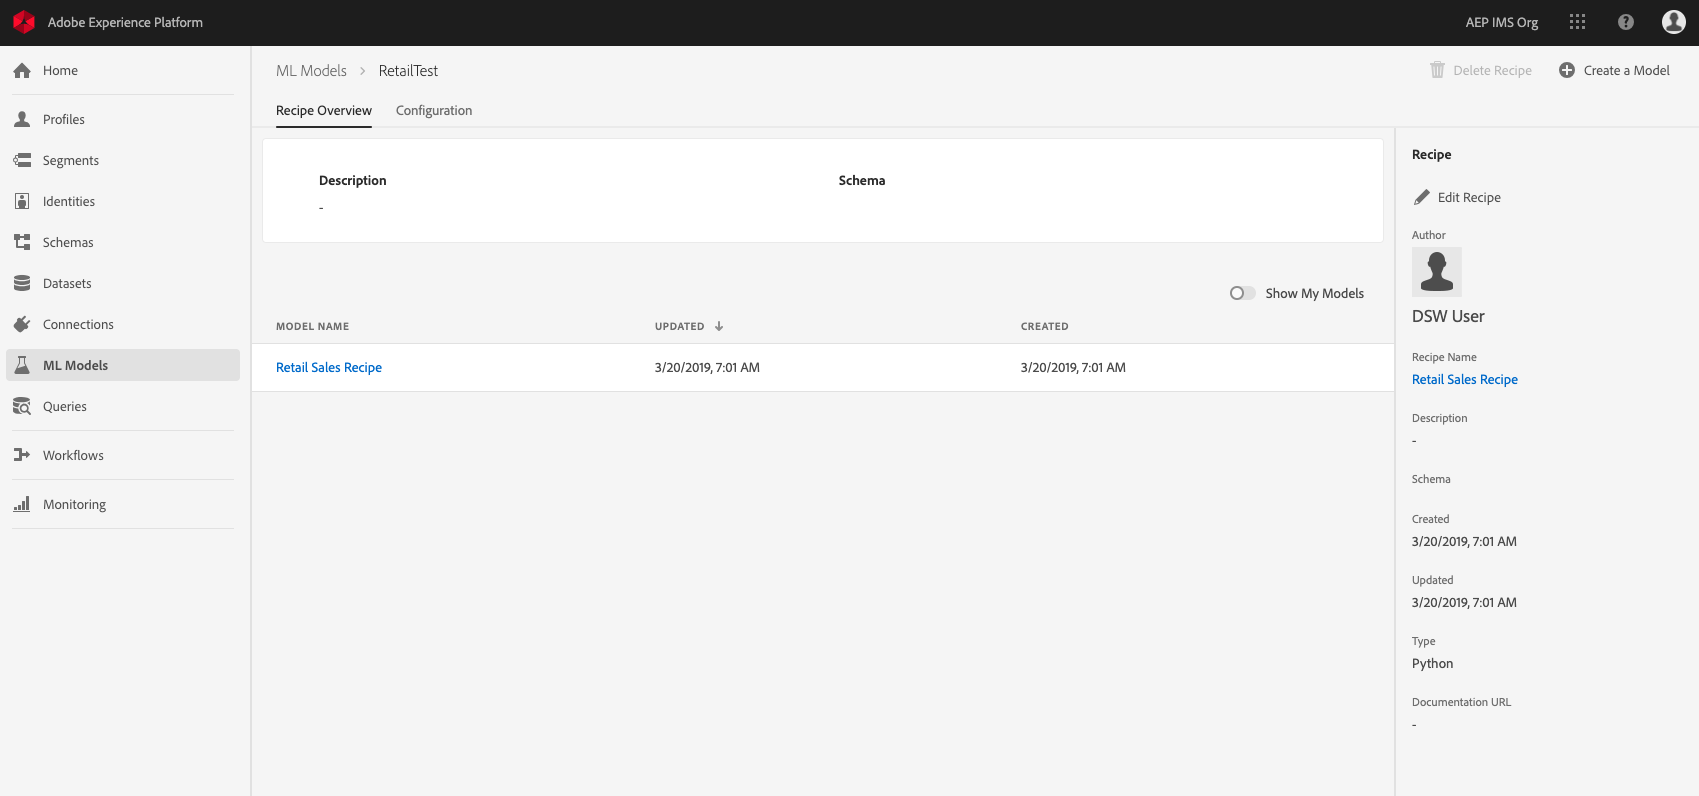 Adobe Experience Platform
AEP IMS Org
Home
Profiles
Segments
Identities
Schemas
Datasets
Connections
ML Models
Queries
Workflows
Monitoring
ML Models > RetailTest
Delete Recipe
Create a Model
Recipe Overview Configuration
Description Schema
-
Show My Models
MODEL NAME UPDATED ↓ CREATED
Retail Sales Recipe 3/20/2019, 7:01 AM 3/20/2019, 7:01 AM
Recipe
Edit Recipe
Author
DSW User
Recipe Name
Retail Sales Recipe
Description
-
Schema
Created
3/20/2019, 7:01 AM
Updated
3/20/2019, 7:01 AM
Type
Python
Documentation URL
-